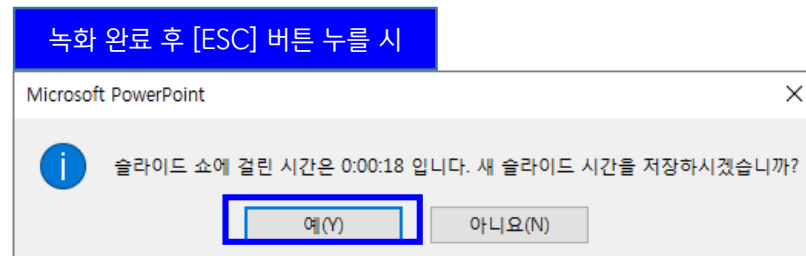 녹화 완료 후 [ESC] 버튼 누를 시
Microsoft PowerPoint
슬라이드 쇼에 걸린 시간은 0:00:18 입니다. 새 슬라이드 시간을 저장하시겠습니까?
예(Y) 아니요(N)